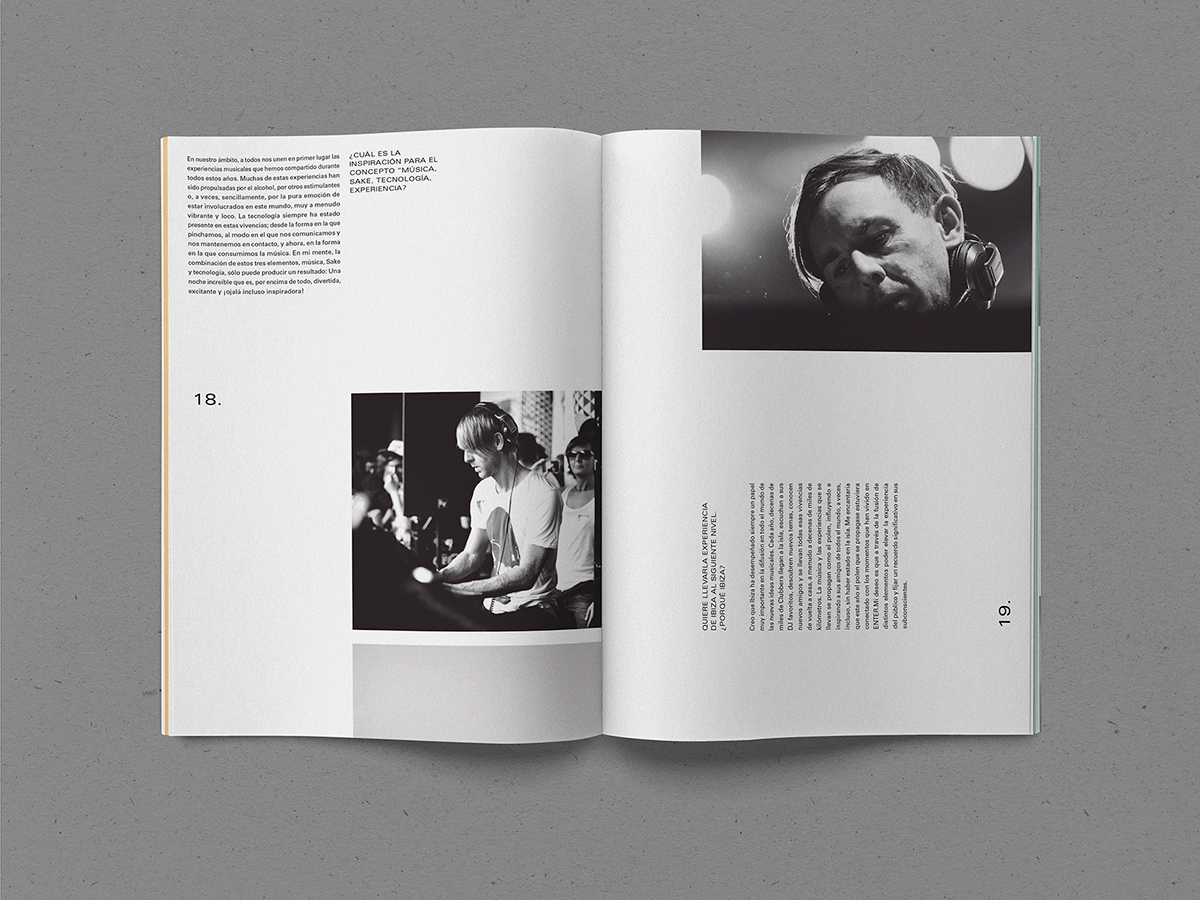 En nuestro ámbito, a todos nos unen en primer lugar las
experiencias musicales que hemos compartido durante
todos estos años. Muchas de estas experiencias han
sido propulsadas por el alcohol, por otros estimulantes
o, a veces, sencillamente, por la pura emoción de
estar involucrados en este mundo, muy a menudo
vibrante y loco. La tecnología siempre ha estado
presente en estas vivencias; desde la forma en la que
pinchamos, al modo en el que nos comunicamos y
nos mantenemos en contacto, y ahora, en la forma
en la que consumimos la música. En mi mente, la
combinación de estos tres elementos, música, Sake
y tecnología, sólo puede producir un resultado: Una
noche increíble que es, por encima de todo, divertida,
excitante y ¡ojalá incluso inspiradora!
¿CUÁL ES LA
INSPIRACIÓN PARA EL
CONCEPTO "MÚSICA,
SAKE, TECNOLOGÍA,
EXPERIENCIA?
18.
QUIERE LLEVARLA EXPERIENCIA
DE IBIZA AL SIGUIENTE NIVEL.
¿PORQUÉ IBIZA?
Creo que Ibiza ha desempeñado siempre un papel
muy importante en la difusión en todo el mundo de
las nuevas ideas musicales. Cada año, decenas de
miles de Clubbers llegan a la isla, escuchan a sus
DJ favoritos, descubren nuevos temas, conocen
nuevos amigos y se llevan todas esas vivencias
de vuelta a casa, a menudo a decenas de miles de
kilómetros. La música y las experiencias que se
llevan se propagan como el polen, influyendo e
inspirando a sus amigos de todos el mundo, a veces,
incluso, sin haber estado en la isla. Me encantaría
que este año el polen que se propagase estuviera
conectado con los momentos que han vivido en
ENTER.Mi deseo es que a través de la fusión de
distintos elementos poder elevar la experiencia
del público y fijar un recuerdo significativo en sus
subconscientes.
19.